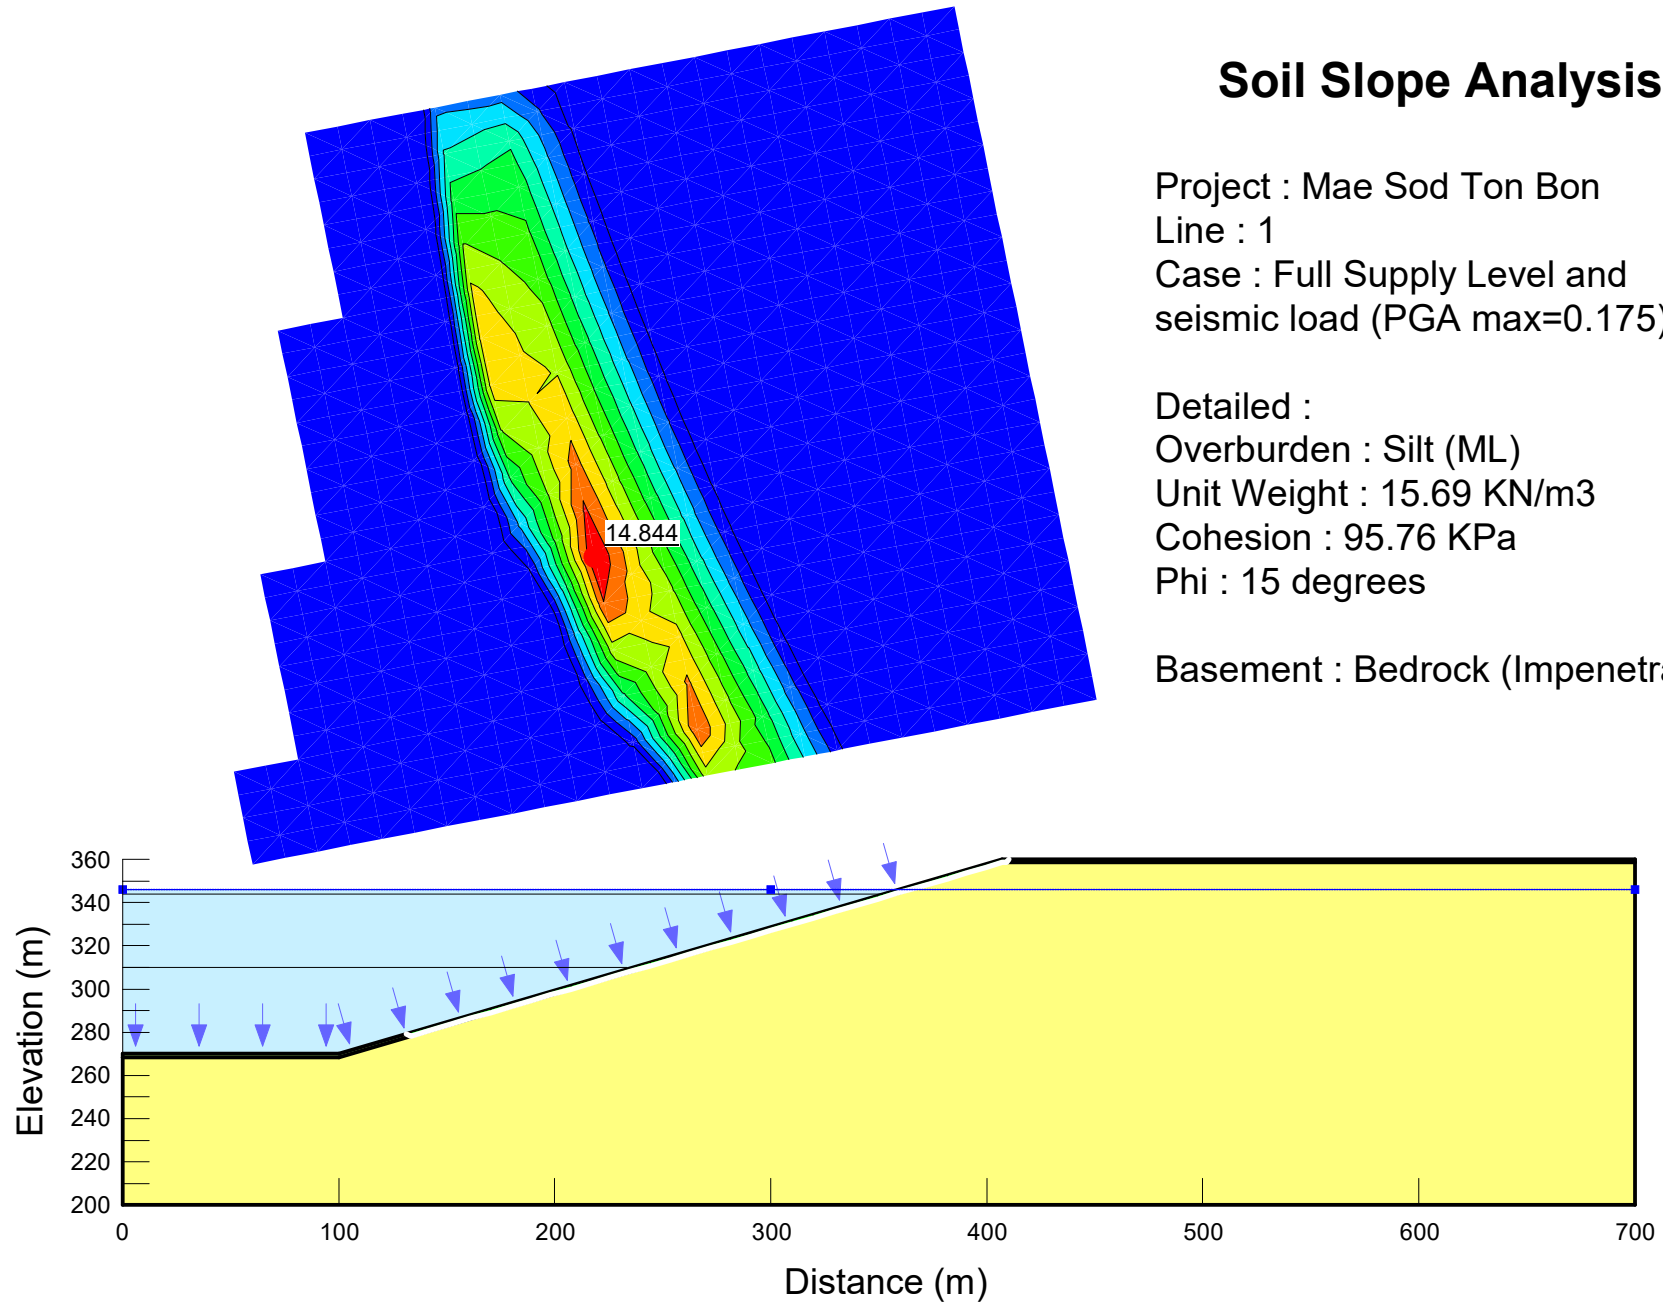 Soil Slope Analysis
Project : Mae Sod Ton Bon
Line : 1
Case : Full Supply Level and
seismic load (PGA max=0.175)
Detailed :
Overburden : Silt (ML)
Unit Weight : 15.69 KN/m3
Cohesion : 95.76 KPa
Phi : 15 degrees
Basement : Bedrock
14.844
360
340
320
300
280
260
240
220
200
Elevation (m)
0 100 200 300 400 500 600 700
Distance (m)